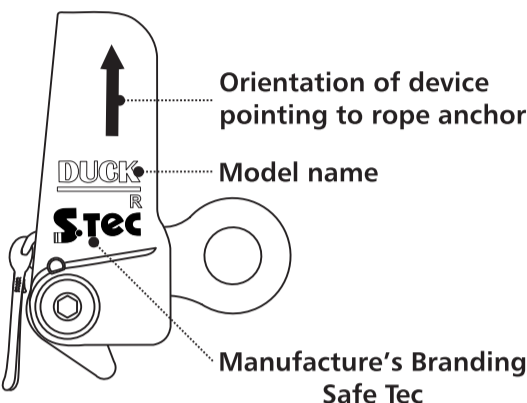 Orientation of device
pointing to rope anchor
DUCK
Model name
R
S.TEC
Manufacture's Branding
Safe Tec